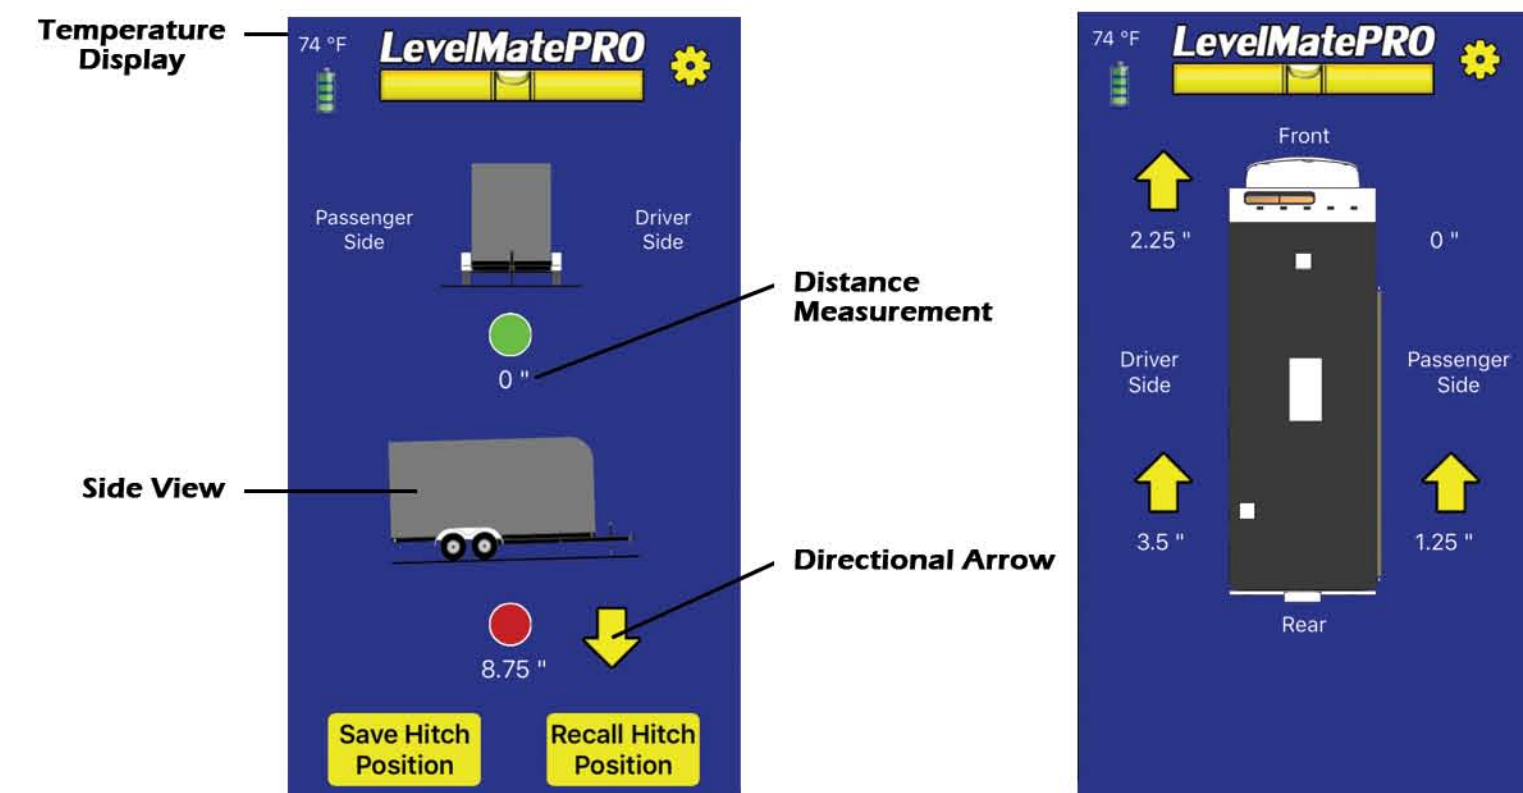 Temperature
Display
74 °F
LevelMatePRO
Passenger
Side
Driver
Side
0 "
Distance
Measurement
Side View
Directional Arrow
8.75 "
Save Hitch
Position
Recall Hitch
Position
74 °F
LevelMatePRO
Front
2.25 "
0 "
Driver
Side
Passenger
Side
3.5 "
1.25 "
Rear